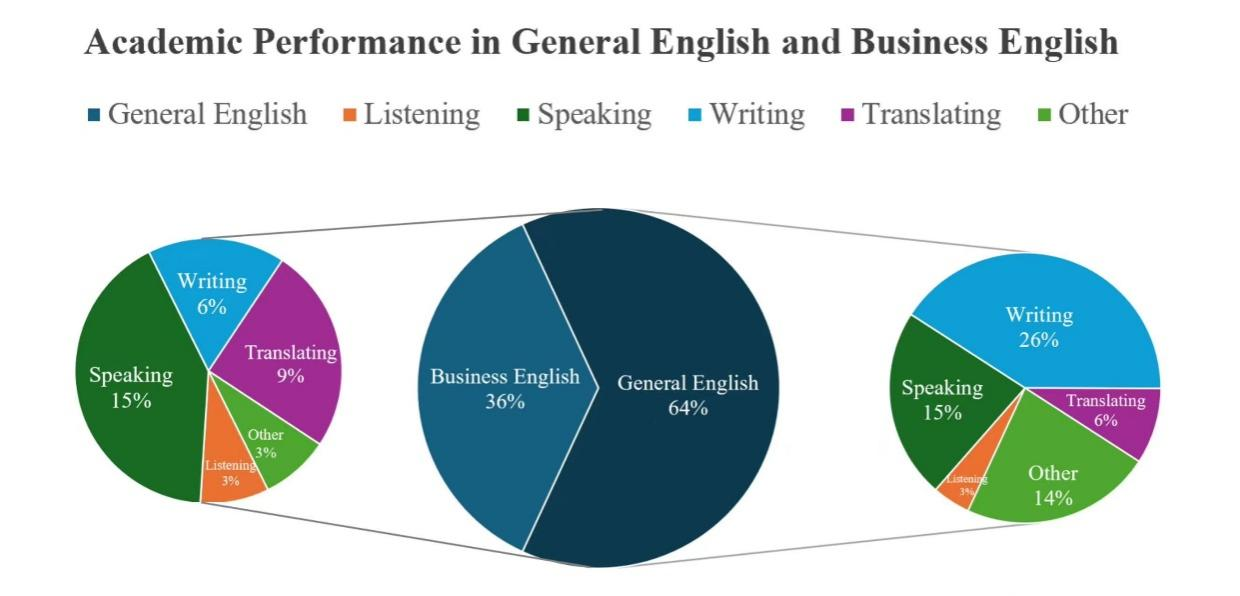 Academic Performance in General English and Business English
General English Listening Speaking Writing Translating Other
Writing
6%
Translating
9%
Speaking
15%
Other
3%
Listening
3%
Business English
36%
General English
64%
Writing
26%
Translating
6%
Speaking
15%
Listening
3%
Other
14%